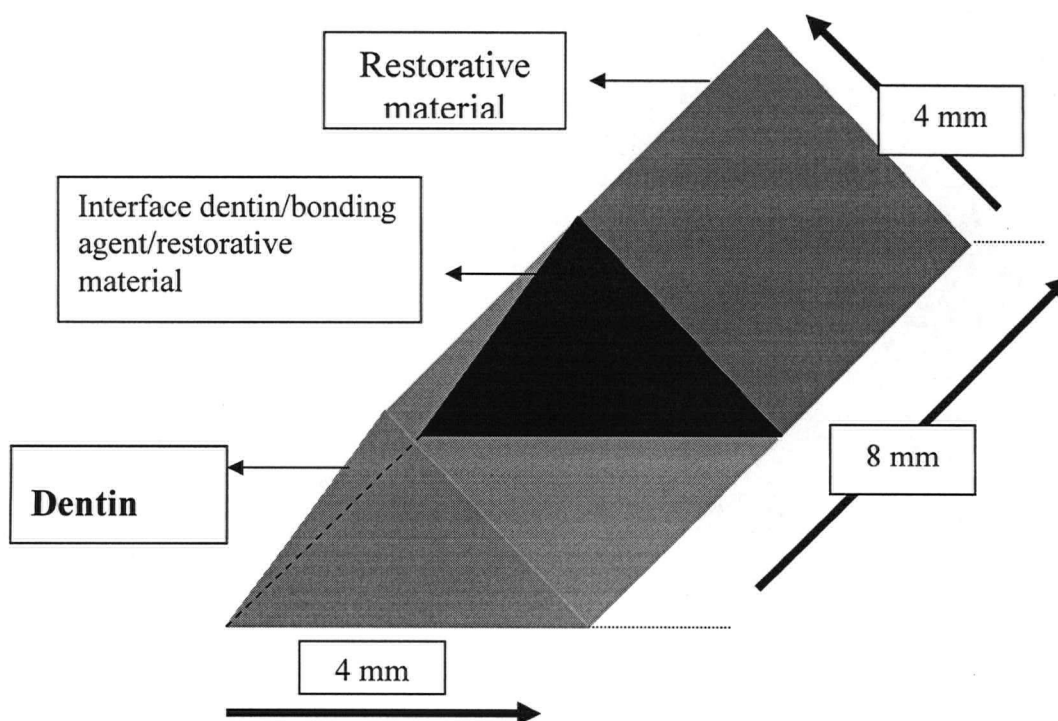 Restorative
material
4 mm
Interface dentin/bonding
agent/restorative
material
8 mm
Dentin
4 mm